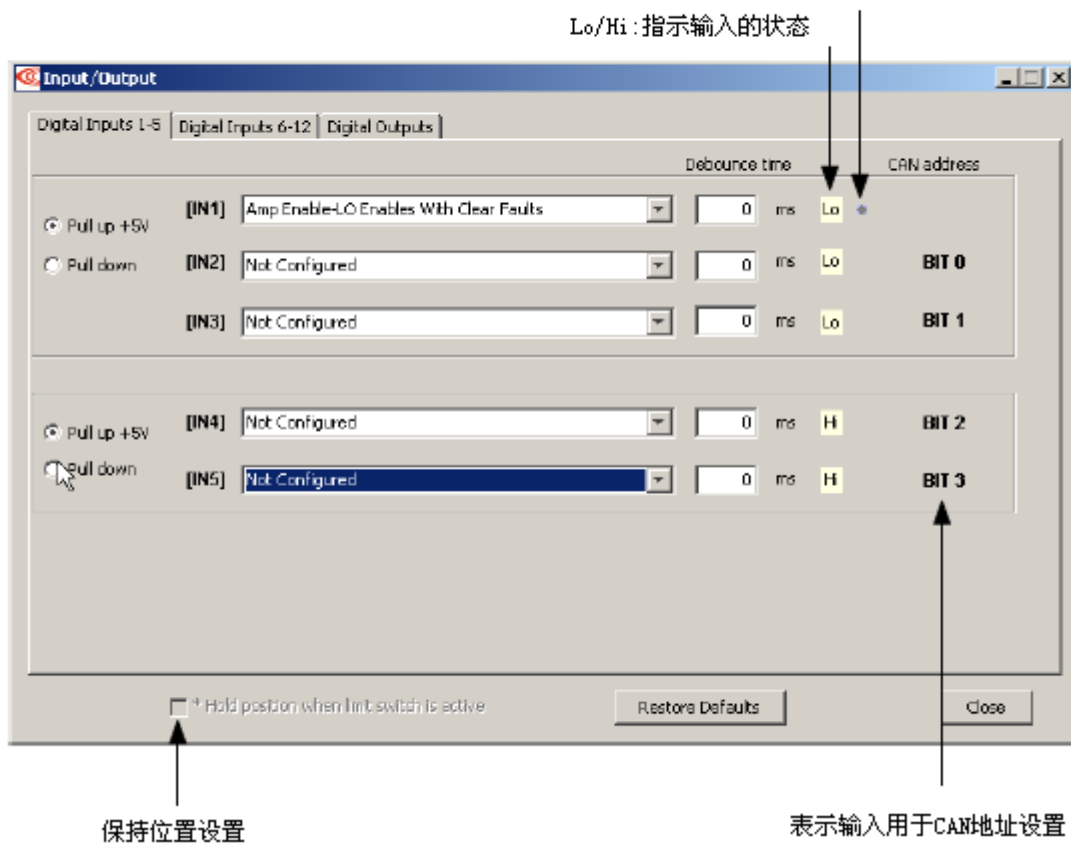 Lo/Hi:指示输入的状态
Input/Output
Digital Inputs 1-5 Digital Inputs 6-12 Digital Outputs
Debounce time CAN address
Pull up +5V [IN1] Amp Enable-LO Enables With Clear Faults 0 ms Lo
Pull down [IN2] Not Configured 0 ms Lo BIT 0
[IN3] Not Configured 0 ms Lo BIT 1
Pull up +5V [IN4] Not Configured 0 ms Hi BIT 2
Pull down [IN5] Not Configured 0 ms Hi BIT 3
* Hold position when limit switch is active Restore Defaults Close
保持位置设置
表示输入用于CAN地址设置